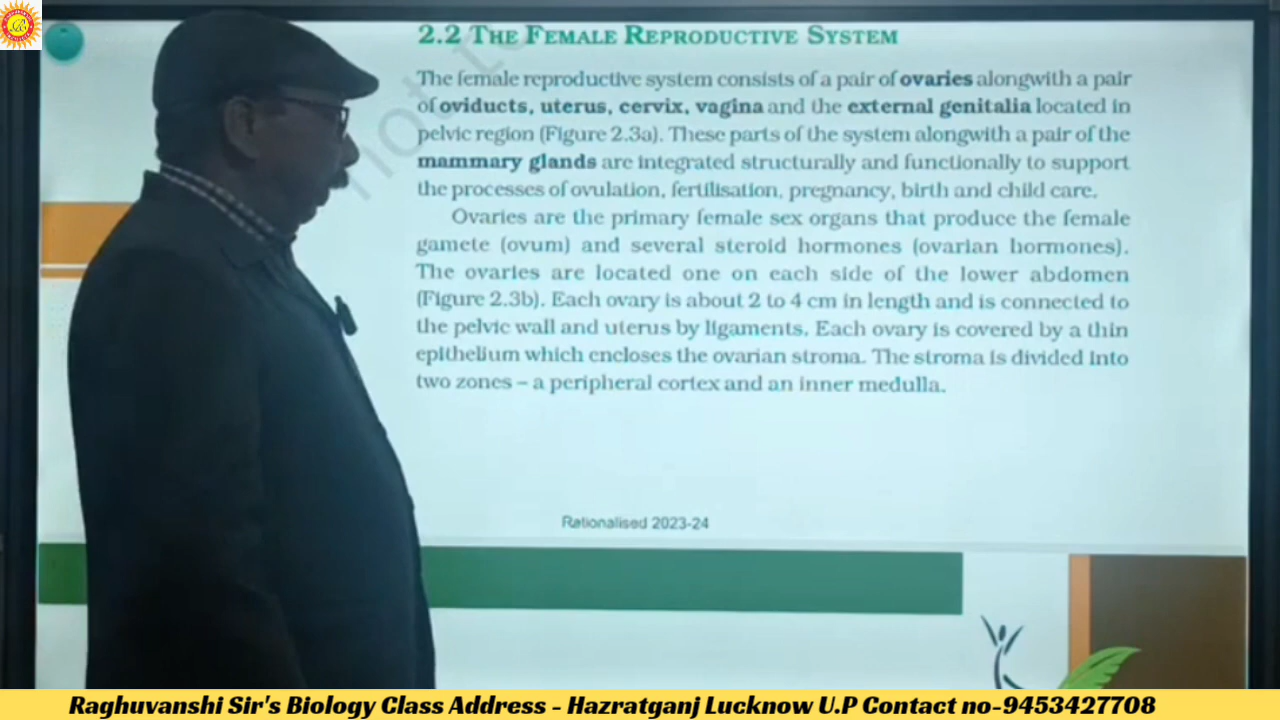 2.2 THE FEMALE REPRODUCTIVE SYSTEM
The female reproductive system consists of a pair of ovaries alongwith a pair
of oviducts, uterus, cervix, vagina and the external genitalia located in
pelvic region (Figure 2.3a). These parts of the system alongwith a pair of the
mammary glands are integrated structurally and functionally to support
the processes of ovulation, fertilisation, pregnancy, birth and child care.
Ovaries are the primary female sex organs that produce the female
gamete (ovum) and several steroid hormones (ovarian hormones).
The ovaries are located one on each side of the lower abdomen
(Figure 2.3b). Each ovary is about 2 to 4 cm in length and is connected to
the pelvic wall and uterus by ligaments. Each ovary is covered by a thin
epithelium which encloses the ovarian stroma. The stroma is divided into
two zones – a peripheral cortex and an inner medulla.
not to
Rationalised 2023-24
Raghuvanshi Sir's Biology Class Address - Hazratganj Lucknow U.P Contact no-9453427708